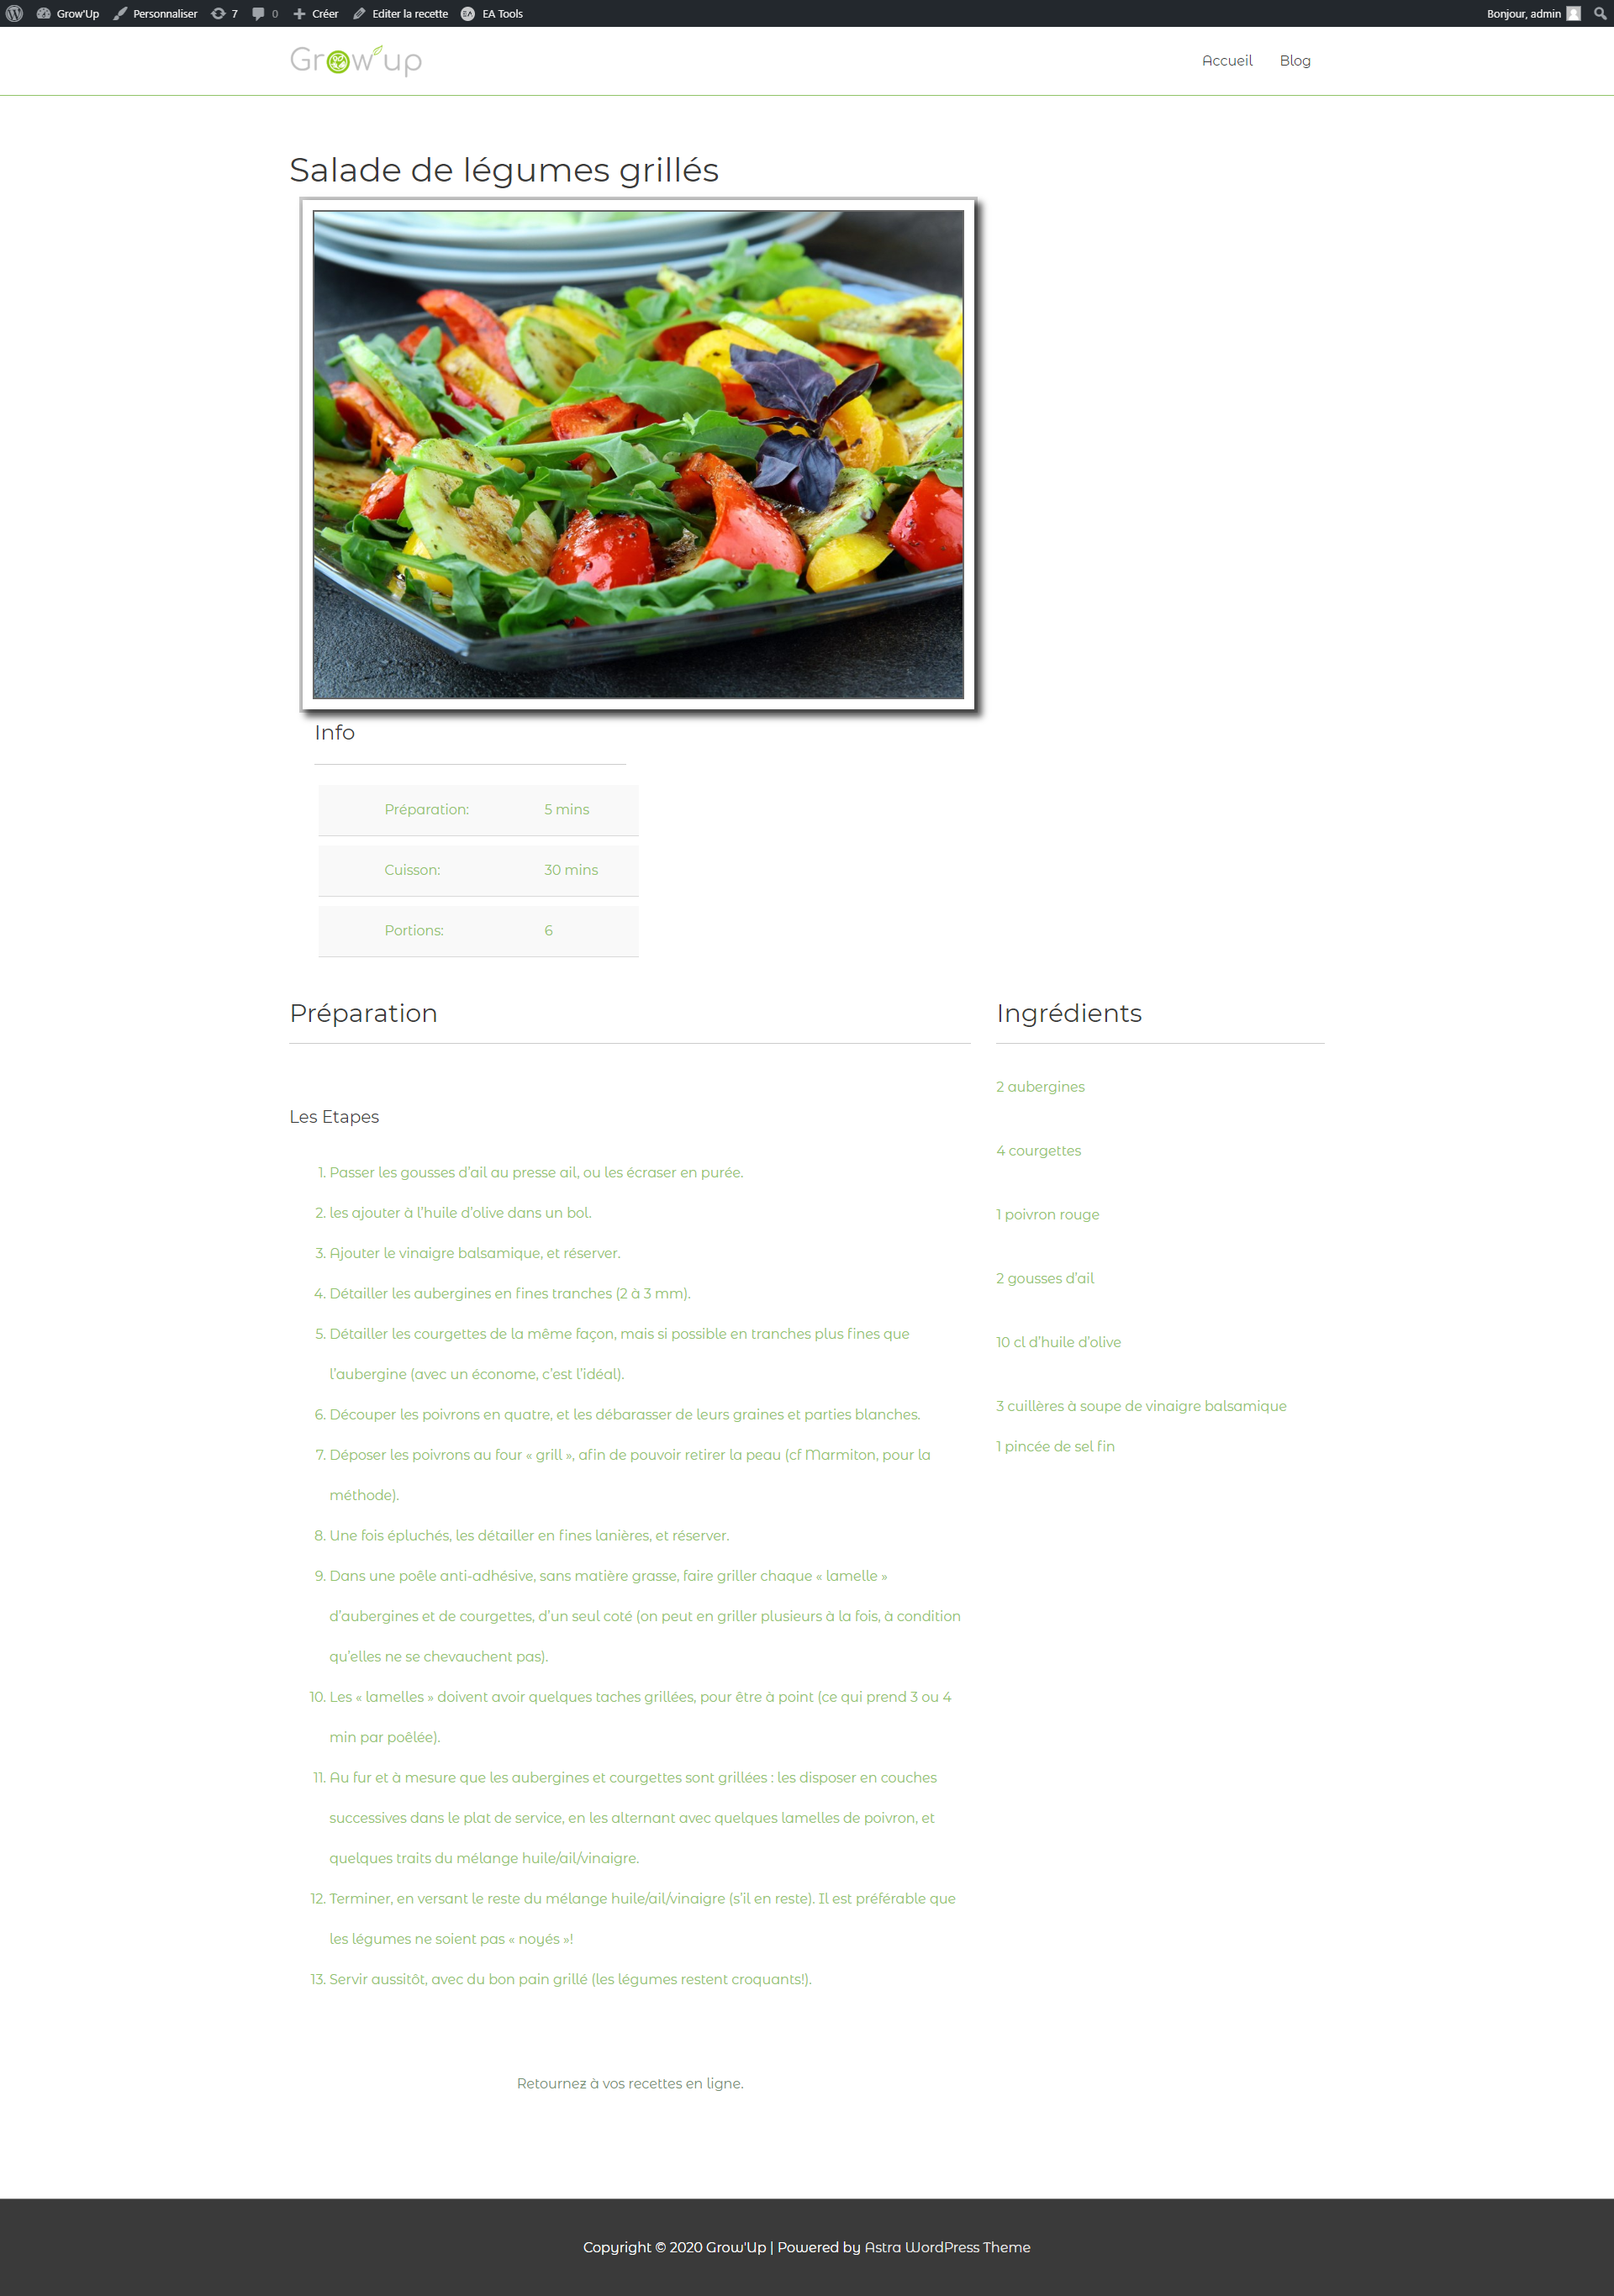 Grow'Up Personnaliser 7 0 Créer Editer la recette EA Tools Bonjour, admin
Grow'up
Accueil Blog
Salade de légumes grillés
Info
Préparation: 5 mins
Cuisson: 30 mins
Portions: 6
Préparation
Les Etapes
1. Passer les gousses d'ail au presse ail, ou les écraser en purée.
2. les ajouter à l'huile d'olive dans un bol.
3. Ajouter le vinaigre balsamique, et réserver.
4. Détailler les aubergines en fines tranches (2 à 3 mm).
5. Détailler les courgettes de la même façon, mais si possible en tranches plus fines que
l'aubergine (avec un économe, c'est l'idéal).
6. Découper les poivrons en quatre, et les débarasser de leurs graines et parties blanches.
7. Déposer les poivrons au four « grill », afin de pouvoir retirer la peau (cf Marmiton, pour la
méthode).
8. Une fois épluchés, les détailler en fines lanières, et réserver.
9. Dans une poêle anti-adhésive, sans matière grasse, faire griller chaque « lamelle »
d'aubergines et de courgettes, d'un seul coté (on peut en griller plusieurs à la fois, à condition
qu'elles ne se chevauchent pas).
10. Les « lamelles » doivent avoir quelques taches grillées, pour être à point (ce qui prend 3 ou 4
min par poêlée).
11. Au fur et à mesure que les aubergines et courgettes sont grillées : les disposer en couches
successives dans le plat de service, en les alternant avec quelques lamelles de poivron, et
quelques traits du mélange huile/ail/vinaigre.
12. Terminer, en versant le reste du mélange huile/ail/vinaigre (s'il en reste). Il est préférable que
les légumes ne soient pas « noyés »!
13. Servir aussitôt, avec du bon pain grillé (les légumes restent croquants!).
Ingrédients
2 aubergines
4 courgettes
1 poivron rouge
2 gousses d'ail
10 cl d'huile d'olive
3 cuillères à soupe de vinaigre balsamique
1 pincée de sel fin
Retournez à vos recettes en ligne.
Copyright © 2020 Grow'Up | Powered by Astra WordPress Theme